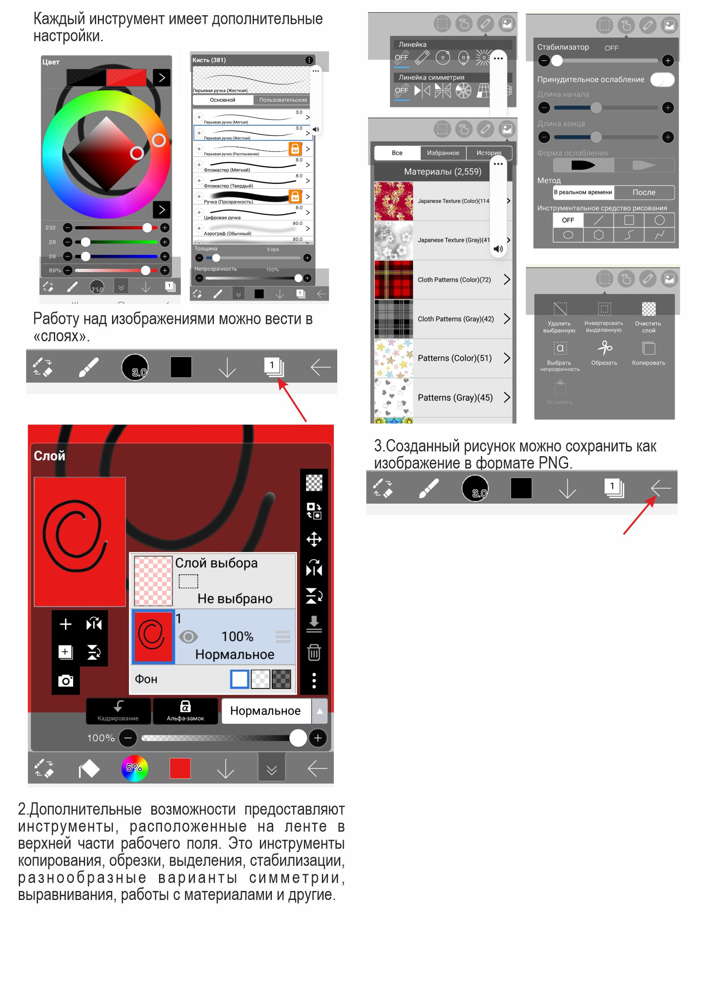 Каждый инструмент имеет дополнительные
настройки.
Цвет
232
26
26
89%
71.0
1
Кисть (381)
Перьевая ручка (Жесткая)
Основной
Пользовательские
3.0
Перьевая ручка (Мягкая)
3.0
Перьевая ручка (Жесткая)
Ad
Перьевая ручка (Расплывание)
8.0
Фломастер (Мягкий)
8.0
Фломастер (Твердый)
Ad
Ручка (Прозрачность)
8.0
Цифровая ручка
80.0
Аэрограф (Обычный)
80.0
Толщина
3.0px
Непрозрачность
100%
1
Работу над изображениями можно вести в
«слоях».
3.0
1
Слой
Слой выбора
Не выбрано
1
100%
Нормальное
Фон
Кадрирование
α
Альфа-замок
Нормальное
100%
5%
2.Дополнительные возможности предоставляют
инструменты, расположенные на ленте в
верхней части рабочего поля. Это инструменты
копирования, обрезки, выделения, стабилизации,
разнообразные варианты симметрии,
выравнивания, работы с материалами и другие.
Линейка
OFF
Линейка симметрия
OFF
Все
Избранное
История
Материалы (2,559)
Japanese Texture (Color)(114
Japanese Texture (Gray)(41
Cloth Patterns (Color)(72)
Cloth Patterns (Gray)(42)
Patterns (Color)(51)
Patterns (Gray)(45)
Стабилизатор
OFF
Принудительное ослабление
Длина начала
Длина конца
Форма ослабления
Метод
В реальном времени
После
Инструментальное средство рисования
OFF
Удалить
выбранную
Инвертировать
выделенную
Очистить
слой
α
Выбрать
непрозрачность
Обрезать
Копировать
Вставить
3.Созданный рисунок можно сохранить как
изображение в формате PNG.
3.0
1